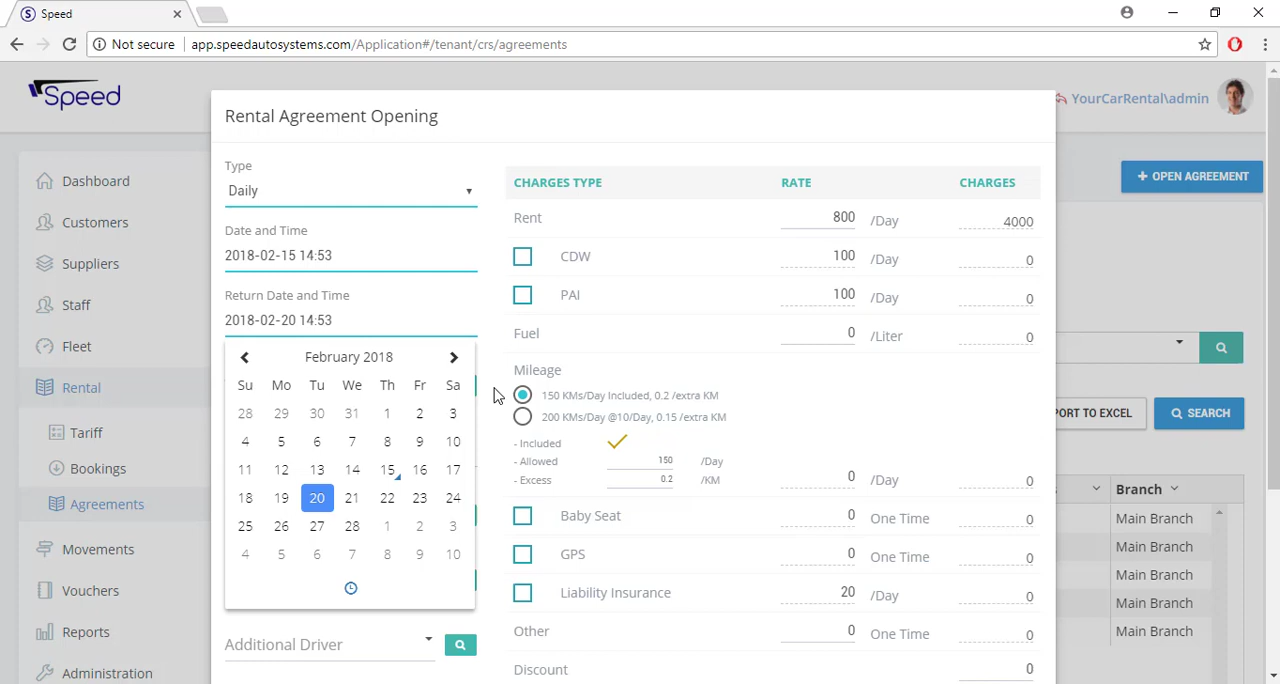 Speed
Not secure app.speedautosystems.com/Application#/tenant/crs/agreements
Speed
YourCarRental\admin
Dashboard
Customers
Suppliers
Staff
Fleet
Rental
Tariff
Bookings
Agreements
Movements
Vouchers
Reports
Administration
Rental Agreement Opening
Type
Daily
Date and Time
2018-02-15 14:53
Return Date and Time
2018-02-20 14:53
February 2018
Su Mo Tu We Th Fr Sa
28 29 30 31 1 2 3
4 5 6 7 8 9 10
11 12 13 14 15 16 17
18 19 20 21 22 23 24
25 26 27 28 1 2 3
4 5 6 7 8 9 10
Additional Driver
CHARGES TYPE RATE CHARGES
Rent 800 /Day 4000
CDW 100 /Day 0
PAI 100 /Day 0
Fuel 0 /Liter 0
Mileage
150 KMs/Day Included, 0.2 /extra KM
200 KMs/Day @10/Day, 0.15 /extra KM
- Included
- Allowed 150 /Day
- Excess 0.2 /KM
0 /Day 0
Baby Seat 0 One Time 0
GPS 0 One Time 0
Liability Insurance 20 /Day 0
Other 0 One Time 0
Discount 0
+ OPEN AGREEMENT
PORT TO EXCEL
SEARCH
Branch
Main Branch
Main Branch
Main Branch
Main Branch
Main Branch